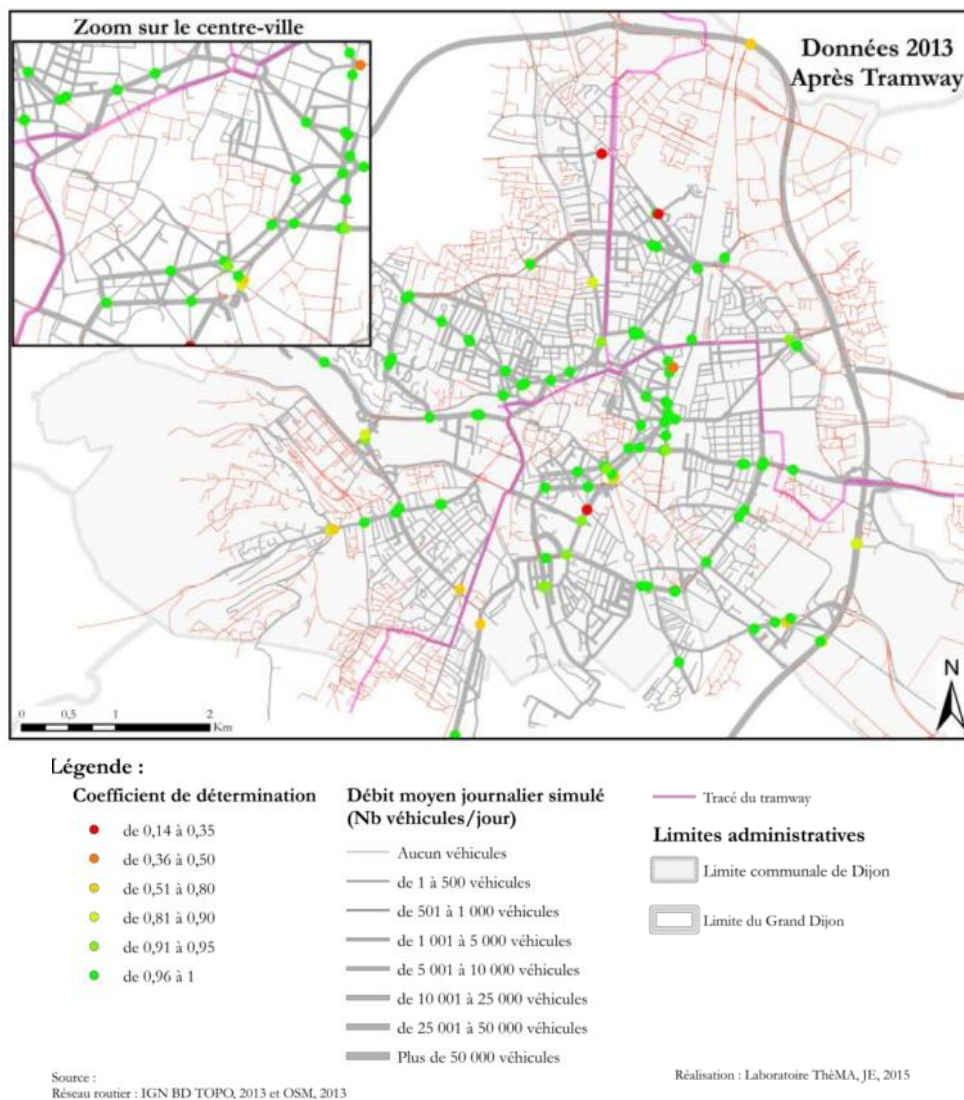 Zoom sur le centre-ville
Données 2013
Après Tramway
N
0 0,5 1 2
Km
Légende :
Coefficient de détermination
de 0,14 à 0,35
de 0,36 à 0,50
de 0,51 à 0,80
de 0,81 à 0,90
de 0,91 à 0,95
de 0,96 à 1
Débit moyen journalier simulé
(Nb véhicules/jour)
Aucun véhicules
de 1 à 500 véhicules
de 501 à 1 000 véhicules
de 1 001 à 5 000 véhicules
de 5 001 à 10 000 véhicules
de 10 001 à 25 000 véhicules
de 25 001 à 50 000 véhicules
Plus de 50 000 véhicules
Tracé du tramway
Limites administratives
Limite communale de Dijon
Limite du Grand Dijon
Source :
Réseau routier : IGN BD TOPO, 2013 et OSM, 2013
Réalisation : Laboratoire ThéMA, JE, 2015